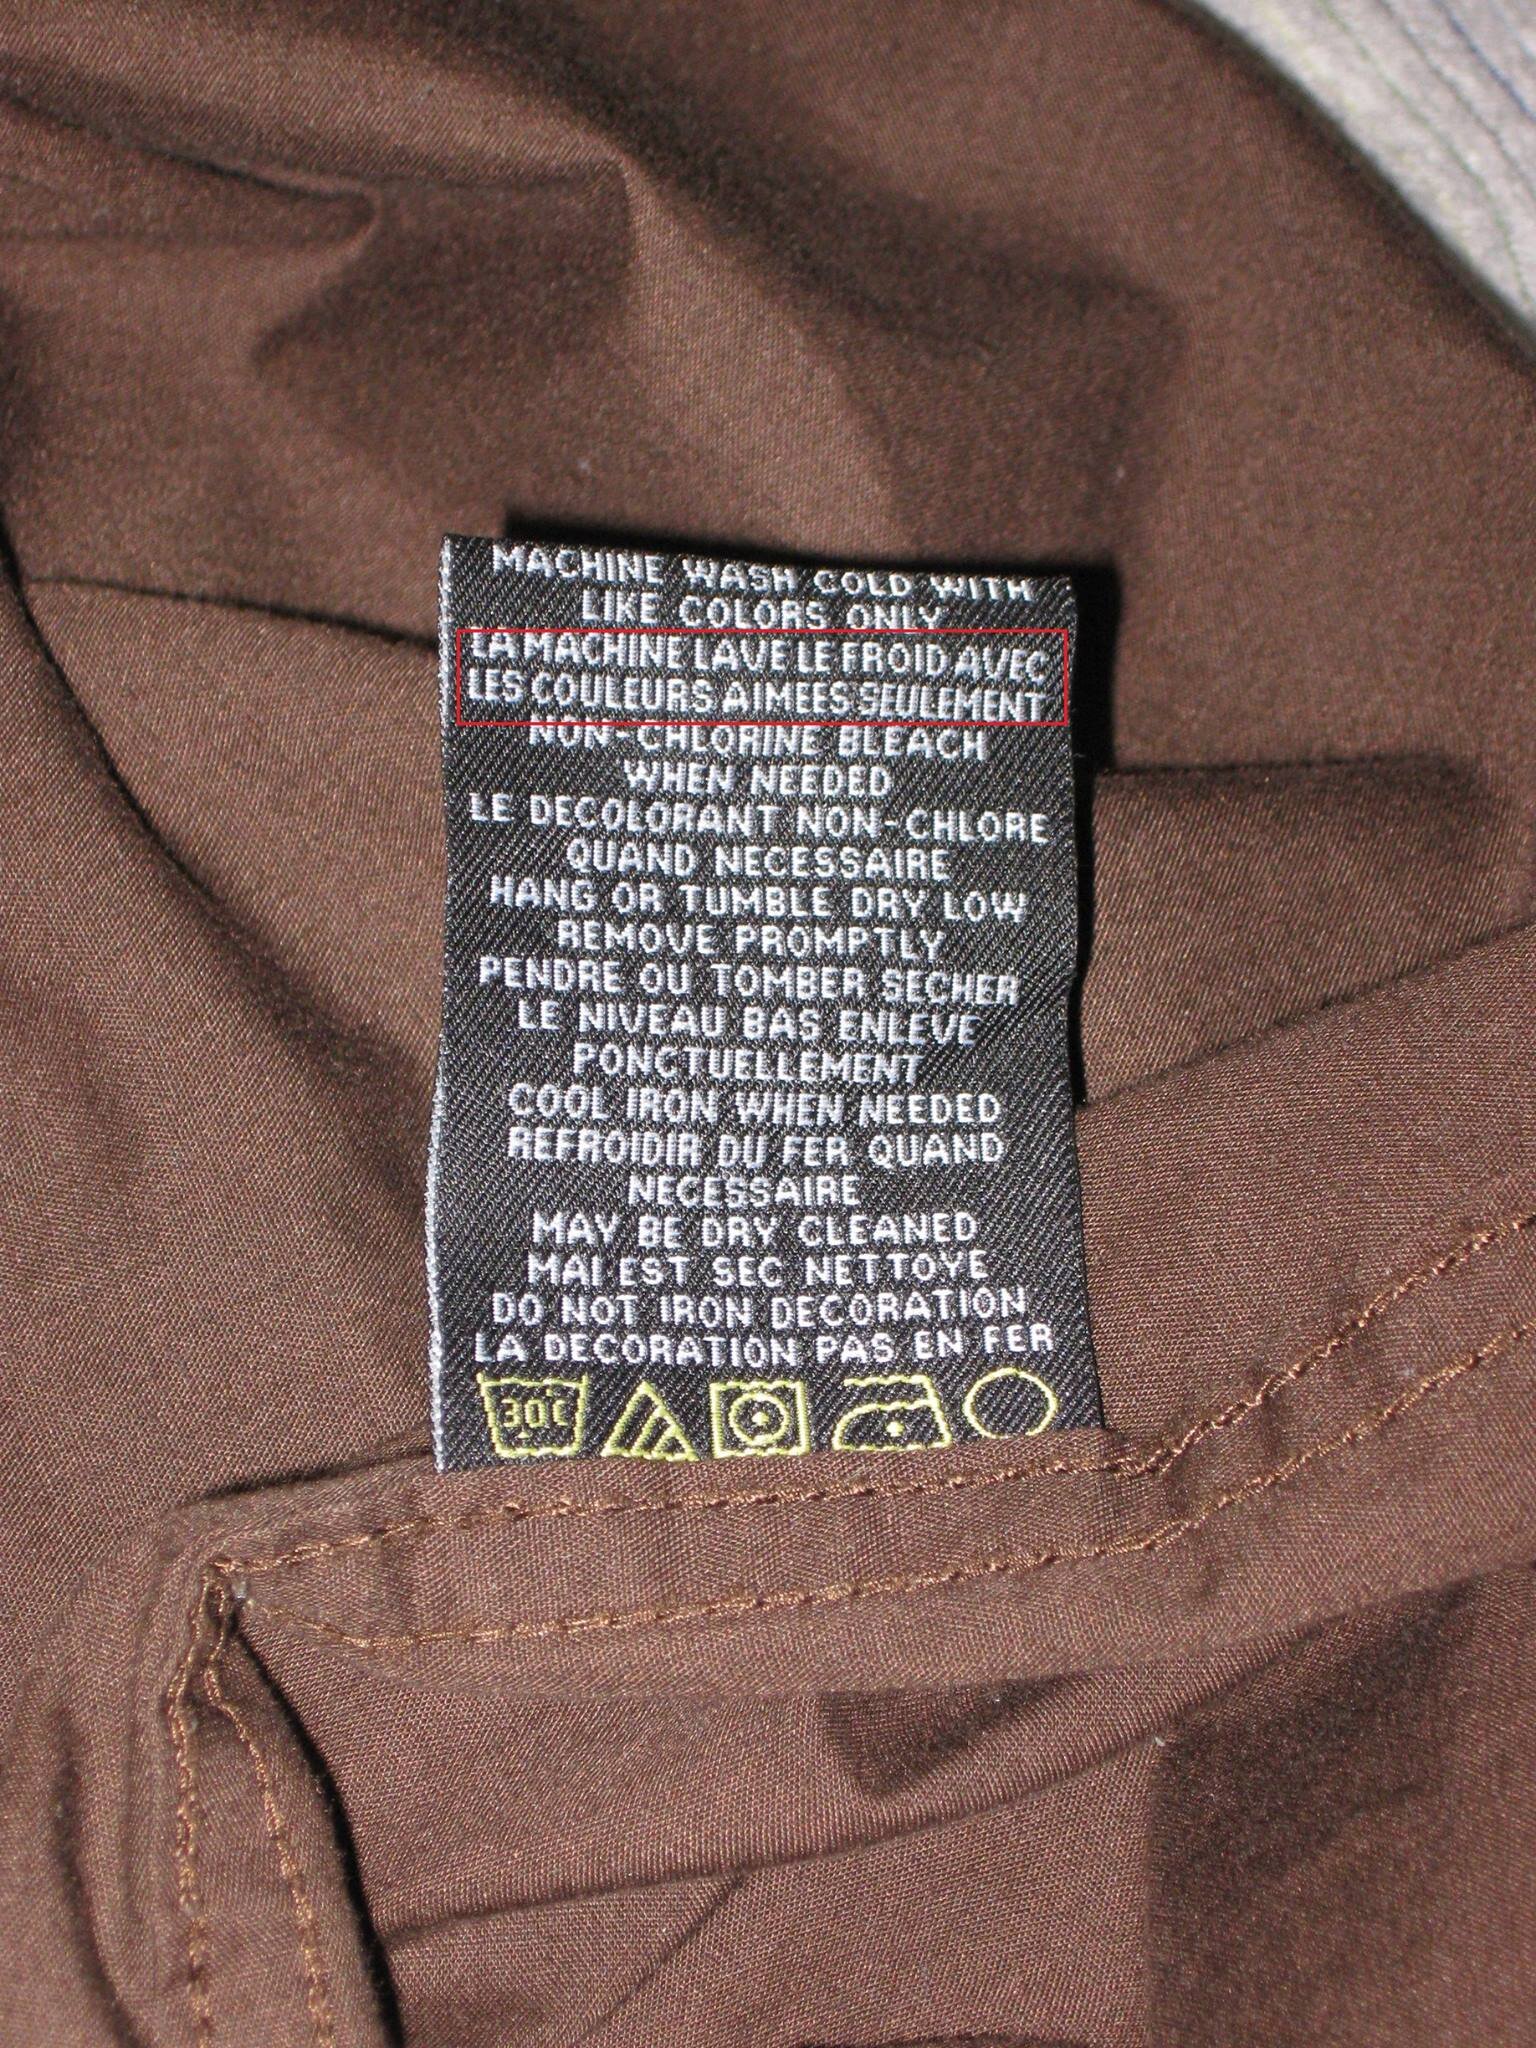 MACHINE WASH COLD WITH
LIKE COLORS ONLY
LA MACHINE LAVE LE FROID AVEC
LES COULEURS AIMEES SEULEMENT
NON-CHLORINE BLEACH
WHEN NEEDED
LE DECOLORANT NON-CHLORE
QUAND NECESSAIRE
HANG OR TUMBLE DRY LOW
REMOVE PROMPTLY
PENDRE OU TOMBER SECHER
LE NIVEAU BAS ENLEVE
PONCTUELLEMENT
COOL IRON WHEN NEEDED
REFROIDIR DU FER QUAND
NECESSAIRE
MAY BE DRY CLEANED
MAI EST SEC NETTOYE
DO NOT IRON DECORATION
LA DECORATION PAS EN FER
30°C